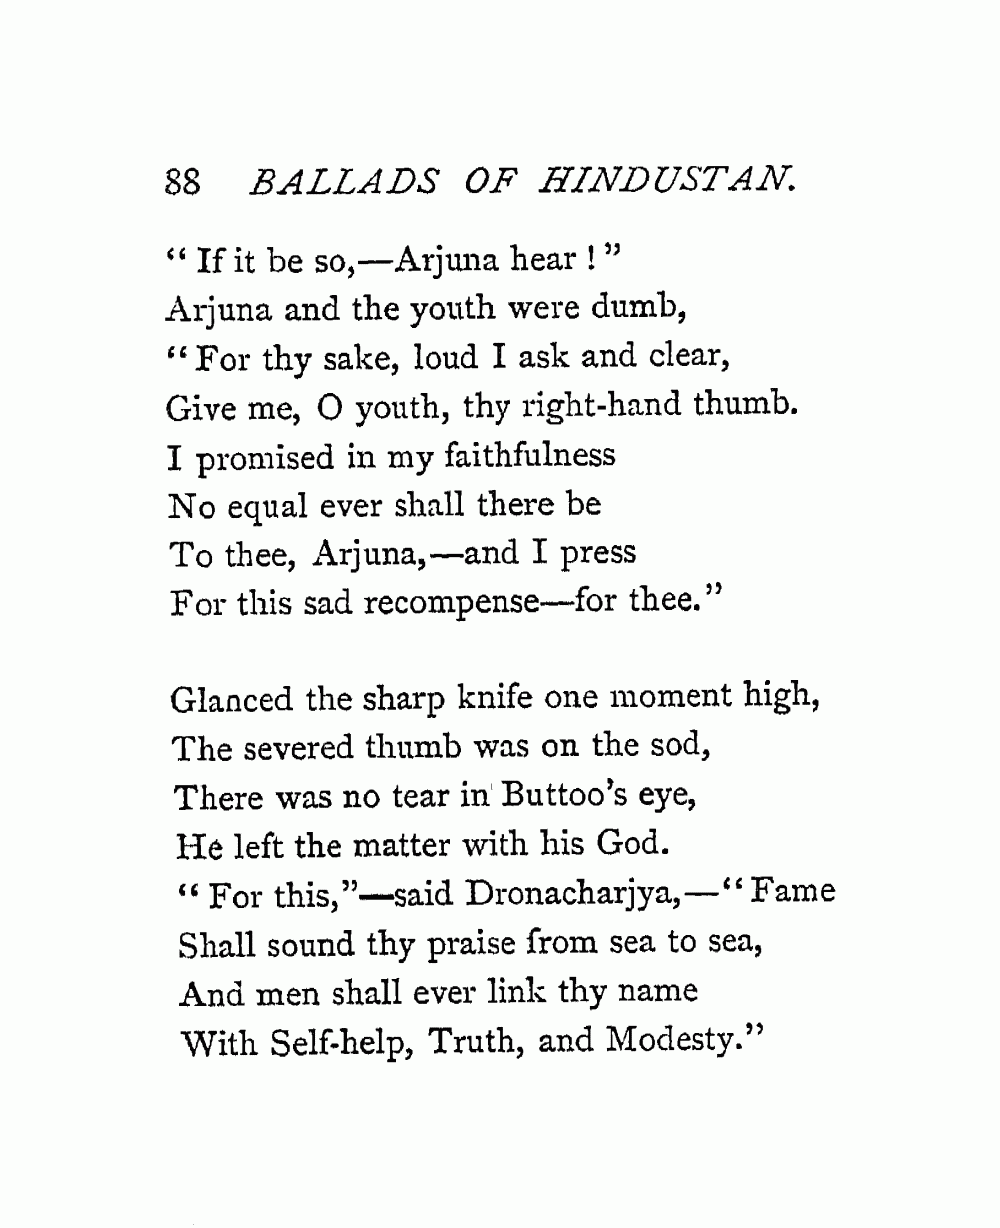 88 BALLADS OF HINDUSTAN.
“ If it be so,—Arjuna hear ! ”
Arjuna and the youth were dumb,
“ For thy sake, loud I ask and clear,
Give me, O youth, thy right-hand thumb.
I promised in my faithfulness
No equal ever shall there be
To thee, Arjuna,—and I press
For this sad recompense—for thee.”
Glanced the sharp knife one moment high,
The severed thumb was on the sod,
There was no tear in Buttoo’s eye,
He left the matter with his God.
“ For this,”—said Dronacharjya,—“ Fame
Shall sound thy praise from sea to sea,
And men shall ever link thy name
With Self-help, Truth, and Modesty.”